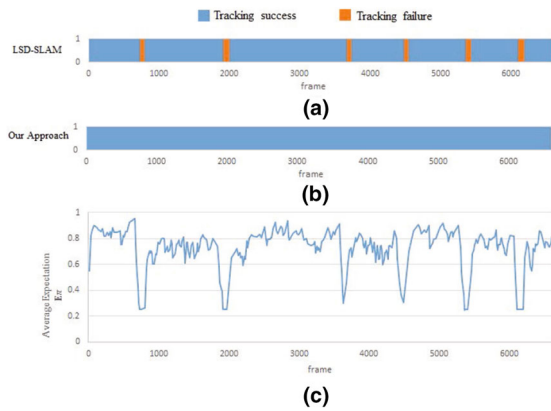 Tracking success Tracking failure
LSD-SLAM
1
0
0 1000 2000 3000 4000 5000 6000
frame
(a)
Our Approach
1
0
0 1000 2000 3000 4000 5000 6000
frame
(b)
Average Expectation
1
0.8
0.6
0.4
0.2
0
0 1000 2000 3000 4000 5000 6000
frame
(c)